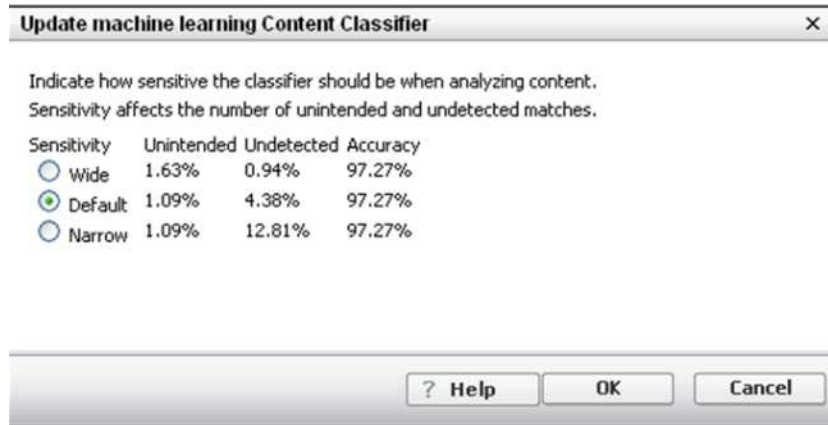 Update machine learning Content Classifier
Indicate how sensitive the classifier should be when analyzing content.
Sensitivity affects the number of unintended and undetected matches.
Sensitivity Unintended Undetected Accuracy
Wide 1.63% 0.94% 97.27%
Default 1.09% 4.38% 97.27%
Narrow 1.09% 12.81% 97.27%
? Help OK Cancel